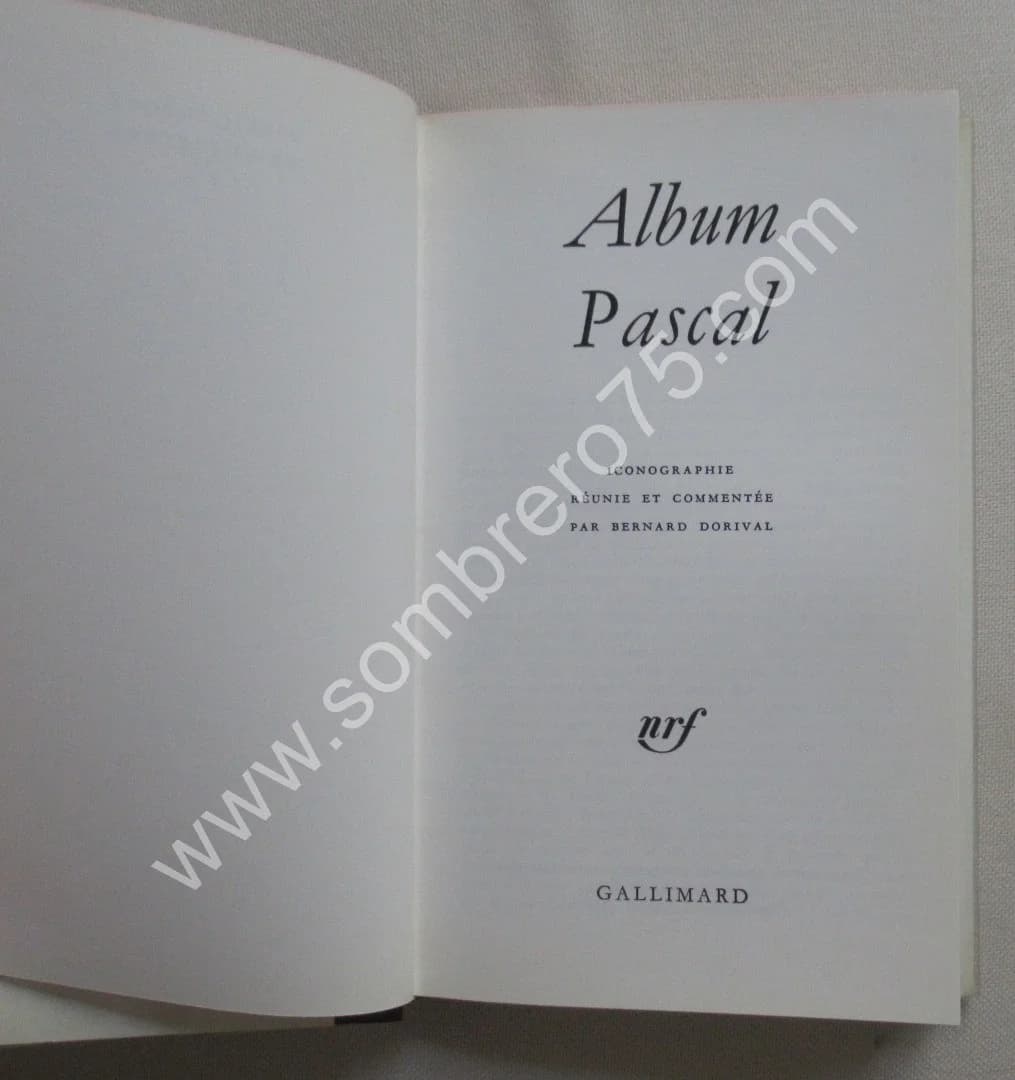 Album
Pascal
ICONOGRAPHIE
RÉUNIE ET COMMENTÉE
PAR BERNARD DORIVAL
nrf
GALLIMARD
www.sombrero75.com